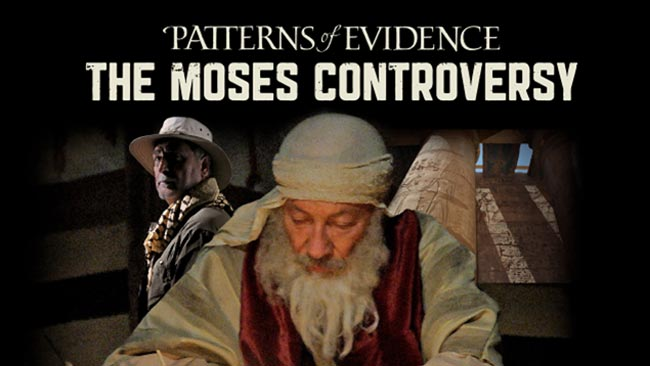 PATTERNS of EVIDENCE
THE MOSES CONTROVERSY